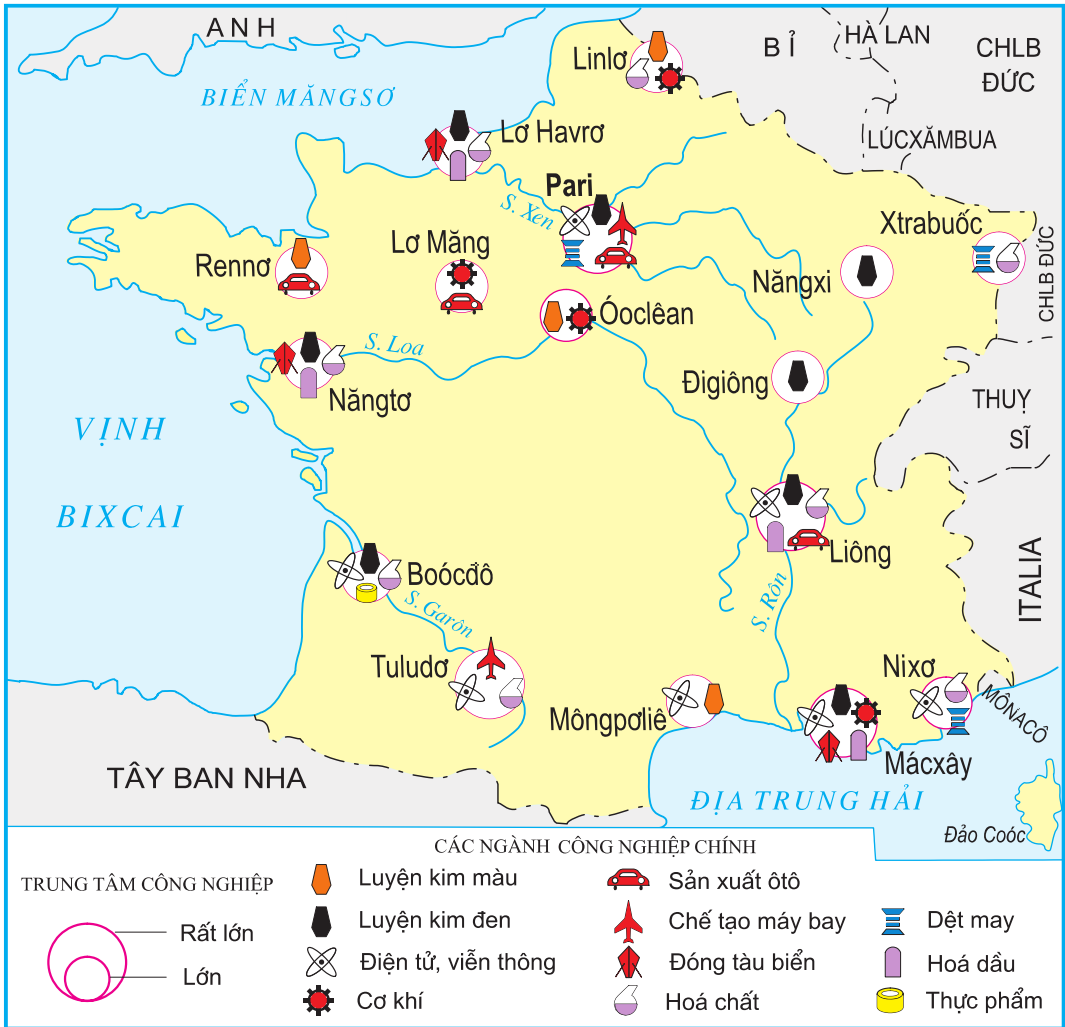 ANH
BIỂN MĂNGSƠ
Linlơ
BỈ
HÀ LAN
CHLB
ĐỨC
LÚCXĂMBUA
Lơ Havrơ
Pari
S. Xen
Xtrabuốc
CHLB ĐỨC
Rennơ
Lơ Măng
Năngxi
Óoclêan
S. Loa
Năngtơ
Đigiông
THUỴ
SĨ
VỊNH
BIXCAI
Liông
ITALIA
Boócđô
S. Garôn
S. Rôn
Tuludơ
Môngpơliê
Nixơ
MÔNACÔ
Mácxây
TÂY BAN NHA
ĐỊA TRUNG HẢI
Đảo Coóc
CÁC NGÀNH CÔNG NGHIỆP CHÍNH
TRUNG TÂM CÔNG NGHIỆP
Rất lớn
Lớn
Luyện kim màu
Luyện kim đen
Điện tử, viễn thông
Cơ khí
Sản xuất ôtô
Chế tạo máy bay
Đóng tàu biển
Hoá chất
Dệt may
Hoá dầu
Thực phẩm